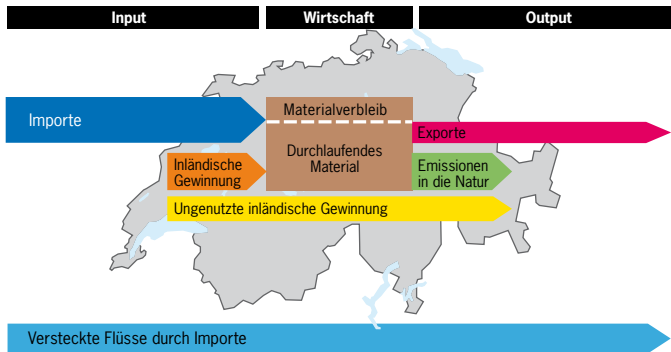 Input
Wirtschaft
Output
Importe
Materialverbleib
Durchlaufendes
Material
Exporte
Inländische
Gewinnung
Emissionen
in die Natur
Ungenutzte inländische Gewinnung
Versteckte Flüsse durch Importe